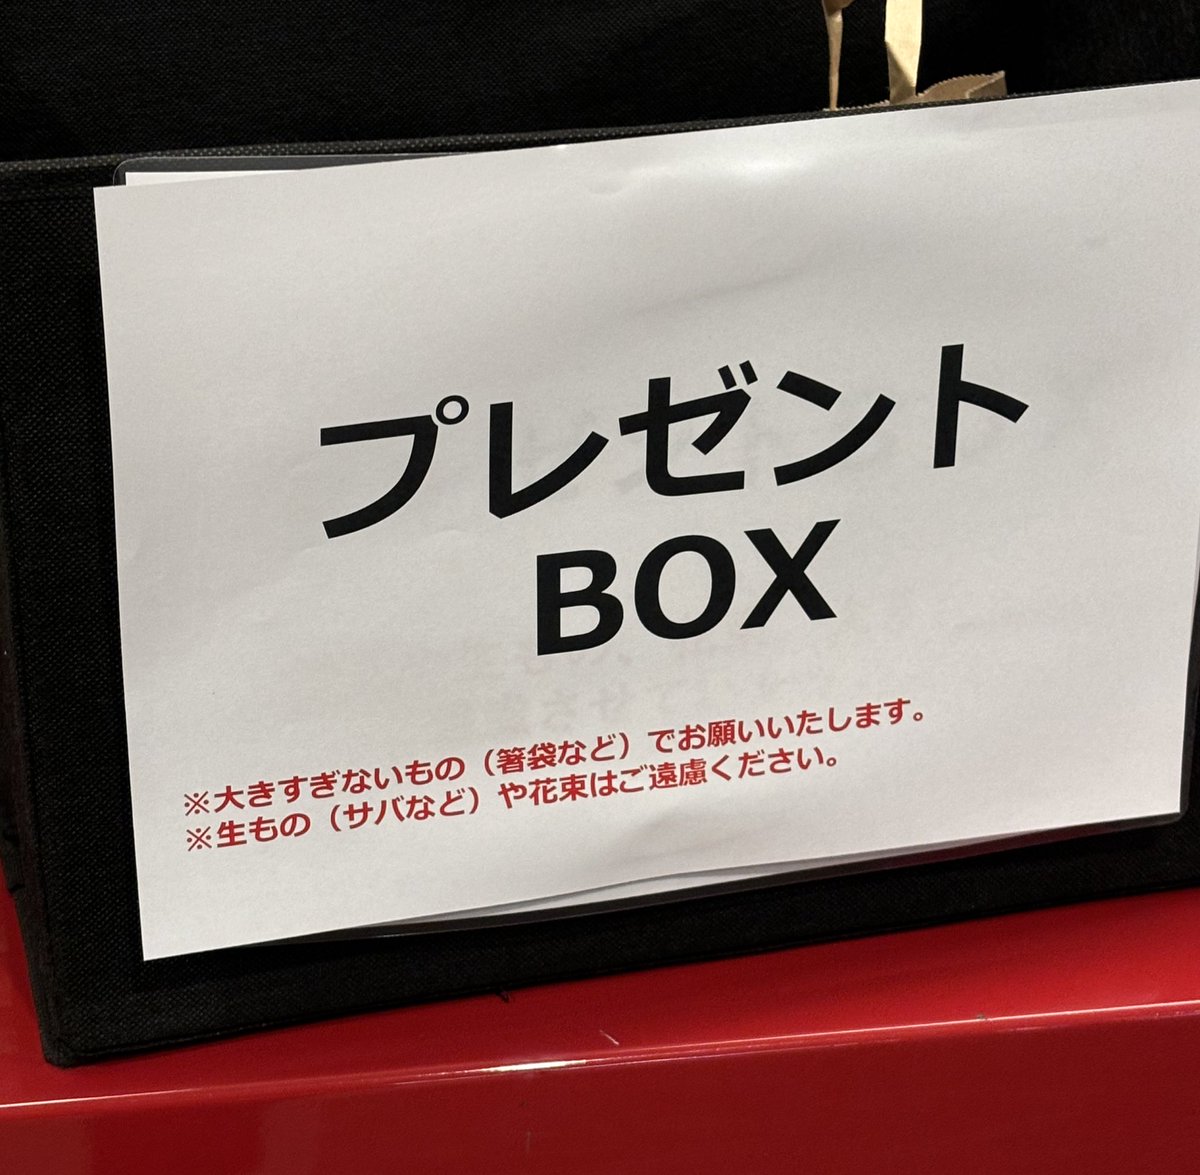 プレゼント
BOX
※大きすぎないもの（箸袋など）でお願いいたします。
※生もの（サバなど）や花束はご遠慮ください。